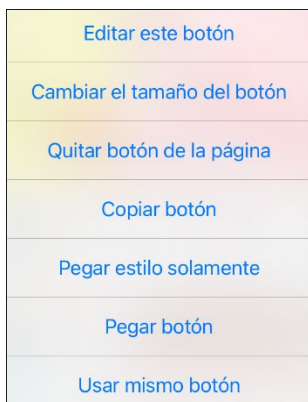 Editar este botón
Cambiar el tamaño del botón
Quitar botón de la página
Copiar botón
Pegar estilo solamente
Pegar botón
Usar mismo botón